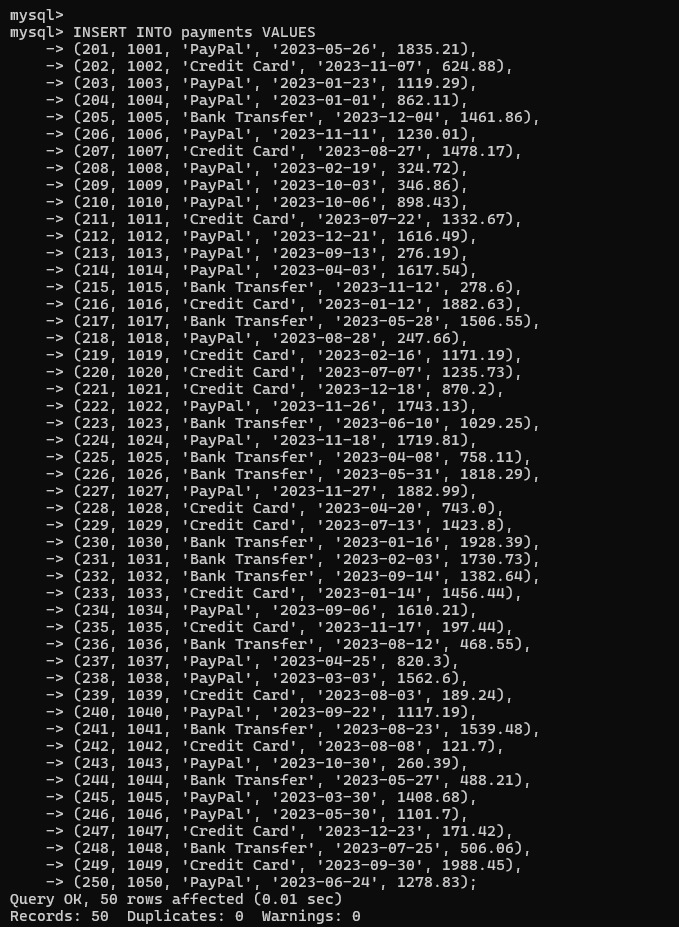 mysql>
mysql> INSERT INTO payments VALUES
    -> (201, 1001, 'PayPal', '2023-05-26', 1835.21),
    -> (202, 1002, 'Credit Card', '2023-11-07', 624.88),
    -> (203, 1003, 'PayPal', '2023-01-23', 1119.29),
    -> (204, 1004, 'PayPal', '2023-01-01', 862.11),
    -> (205, 1005, 'Bank Transfer', '2023-12-04', 1461.86),
    -> (206, 1006, 'PayPal', '2023-11-11', 1230.01),
    -> (207, 1007, 'Credit Card', '2023-08-27', 1478.17),
    -> (208, 1008, 'PayPal', '2023-02-19', 324.72),
    -> (209, 1009, 'PayPal', '2023-10-03', 346.86),
    -> (210, 1010, 'PayPal', '2023-10-06', 898.43),
    -> (211, 1011, 'Credit Card', '2023-07-22', 1332.67),
    -> (212, 1012, 'PayPal', '2023-12-21', 1616.49),
    -> (213, 1013, 'PayPal', '2023-09-13', 276.19),
    -> (214, 1014, 'PayPal', '2023-04-03', 1617.54),
    -> (215, 1015, 'Bank Transfer', '2023-11-12', 278.6),
    -> (216, 1016, 'Credit Card', '2023-01-12', 1882.63),
    -> (217, 1017, 'Bank Transfer', '2023-05-28', 1506.55),
    -> (218, 1018, 'PayPal', '2023-08-28', 247.66),
    -> (219, 1019, 'Credit Card', '2023-02-16', 1171.19),
    -> (220, 1020, 'Credit Card', '2023-07-07', 1235.73),
    -> (221, 1021, 'Credit Card', '2023-12-18', 870.2),
    -> (222, 1022, 'PayPal', '2023-11-26', 1743.13),
    -> (223, 1023, 'Bank Transfer', '2023-06-10', 1029.25),
    -> (224, 1024, 'PayPal', '2023-11-18', 1719.81),
    -> (225, 1025, 'Bank Transfer', '2023-04-08', 758.11),
    -> (226, 1026, 'Bank Transfer', '2023-05-31', 1818.29),
    -> (227, 1027, 'PayPal', '2023-11-27', 1882.99),
    -> (228, 1028, 'Credit Card', '2023-04-20', 743.0),
    -> (229, 1029, 'Credit Card', '2023-07-13', 1423.8),
    -> (230, 1030, 'Bank Transfer', '2023-01-16', 1928.39),
    -> (231, 1031, 'Bank Transfer', '2023-02-03', 1730.73),
    -> (232, 1032, 'Bank Transfer', '2023-09-14', 1382.64),
    -> (233, 1033, 'Credit Card', '2023-01-14', 1456.44),
    -> (234, 1034, 'PayPal', '2023-09-06', 1610.21),
    -> (235, 1035, 'Credit Card', '2023-11-17', 197.44),
    -> (236, 1036, 'Bank Transfer', '2023-08-12', 468.55),
    -> (237, 1037, 'PayPal', '2023-04-25', 820.3),
    -> (238, 1038, 'PayPal', '2023-03-03', 1562.6),
    -> (239, 1039, 'Credit Card', '2023-08-03', 189.24),
    -> (240, 1040, 'PayPal', '2023-09-22', 1117.19),
    -> (241, 1041, 'Bank Transfer', '2023-08-23', 1539.48),
    -> (242, 1042, 'Credit Card', '2023-08-08', 121.7),
    -> (243, 1043, 'PayPal', '2023-10-30', 260.39),
    -> (244, 1044, 'Bank Transfer', '2023-05-27', 488.21),
    -> (245, 1045, 'PayPal', '2023-03-30', 1408.68),
    -> (246, 1046, 'PayPal', '2023-05-30', 1101.7),
    -> (247, 1047, 'Credit Card', '2023-12-23', 171.42),
    -> (248, 1048, 'Bank Transfer', '2023-07-25', 506.06),
    -> (249, 1049, 'Credit Card', '2023-09-30', 1988.45),
    -> (250, 1050, 'PayPal', '2023-06-24', 1278.83);
Query OK, 50 rows affected (0.01 sec)
Records: 50  Duplicates: 0  Warnings: 0